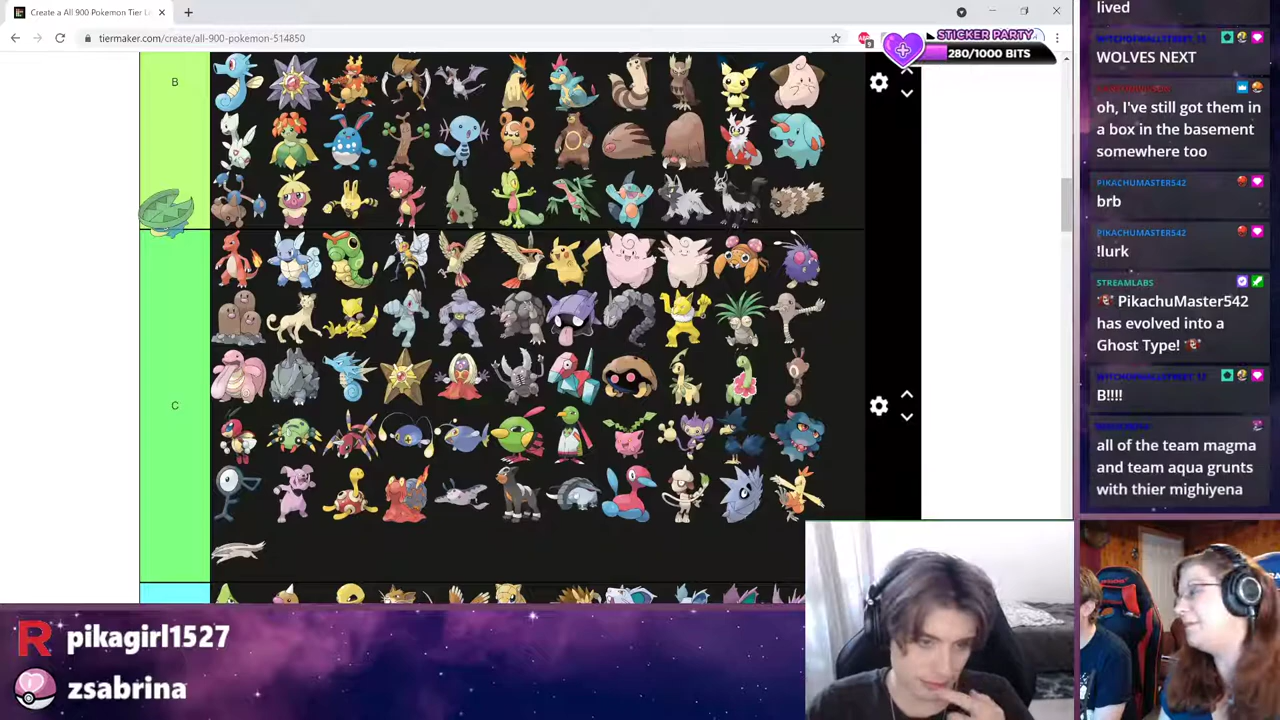 Create a All 900 Pokemon Tier L
tiermaker.com/create/all-900-pokemon-514850
9
STICKER PARTY
280/1000 BITS
B
C
lived
WOLVES NEXT
oh, I've still got them in
a box in the basement
somewhere too
PIKACHUMASTER542
brb
PIKACHUMASTER542
!lurk
STREAMLABS
PikachuMaster542
has evolved into a
Ghost Type!
B!!!!
all of the team magma
and team aqua grunts
with thier mighiyena
R pikagirl1527
zsabrina